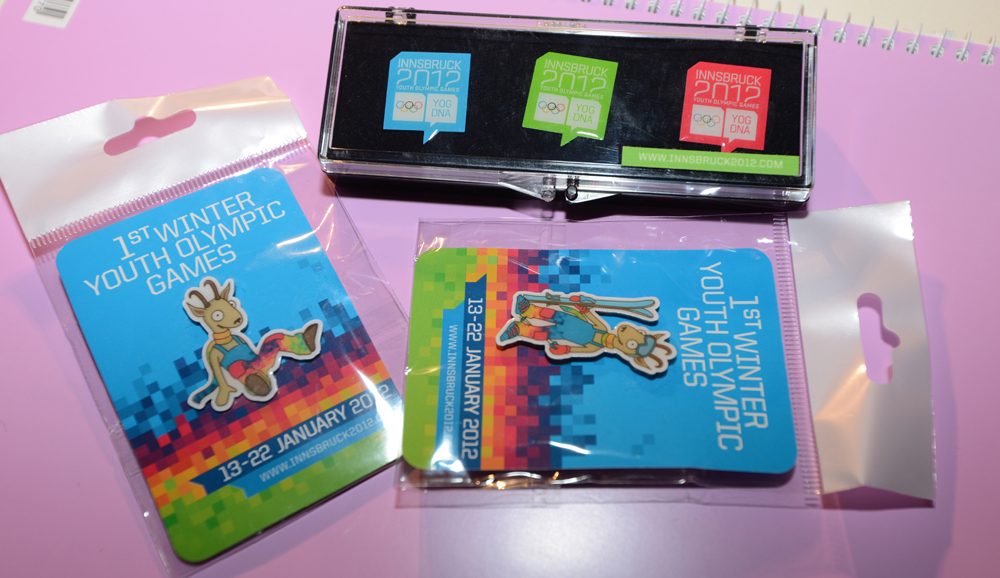 INNSBRUCK
2012
YOUTH OLYMPIC GAMES
YOG
DNA
INNSBRUCK
2012
YOUTH OLYMPIC GAMES
YOG
DNA
INNSBRUCK
2012
YOUTH OLYMPIC GAMES
YOG
DNA
WWW.INNSBRUCK2012.COM
1ST WINTER
YOUTH OLYMPIC
GAMES
13-22 JANUARY 2012
WWW.INNSBRUCK2012.
1ST WINTER
YOUTH OLYMPIC
GAMES
13-22 JANUARY 2012
WWW.INNSBRUCK2012.